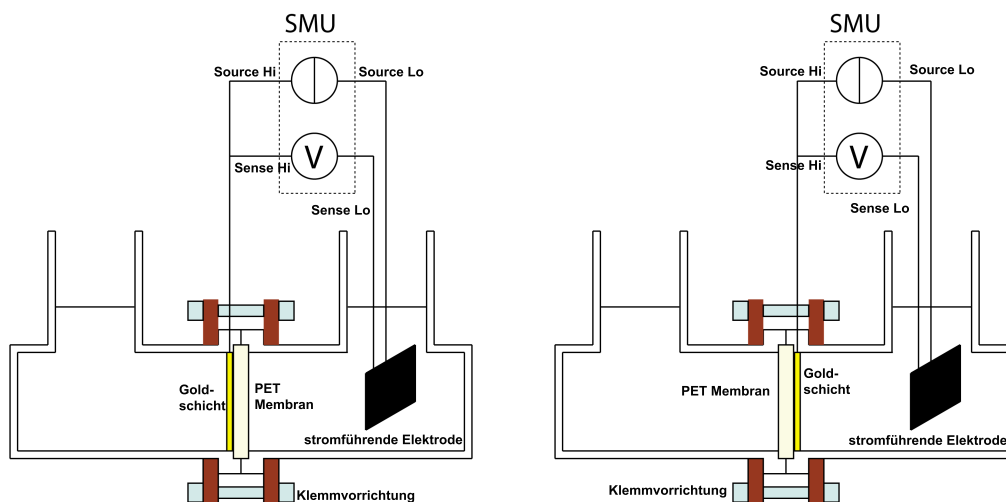 SMU
Source Hi
Source Lo
V
Sense Hi
Sense Lo
Gold-
schicht
PET
Membran
stromführende Elektrode
Klemmvorrichtung
SMU
Source Hi
Source Lo
V
Sense Hi
Sense Lo
PET Membran
Gold-
schicht
stromführende Elektrode
Klemmvorrichtung